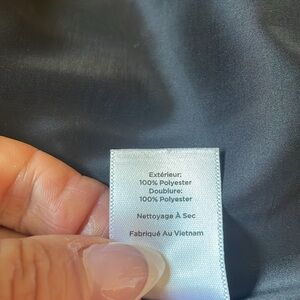 Extérieur:
100% Polyester
Doublure:
100% Polyester
Nettoyage À Sec
Fabriqué Au Vietnam